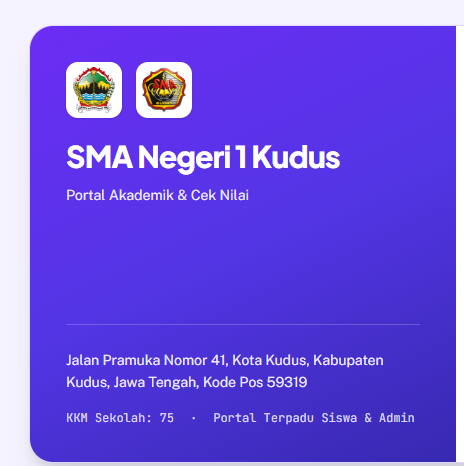 SMA Negeri 1 Kudus
Portal Akademik & Cek Nilai
Jalan Pramuka Nomor 41, Kota Kudus, Kabupaten
Kudus, Jawa Tengah, Kode Pos 59319
KKM Sekolah: 75 · Portal Terpadu Siswa & Admin